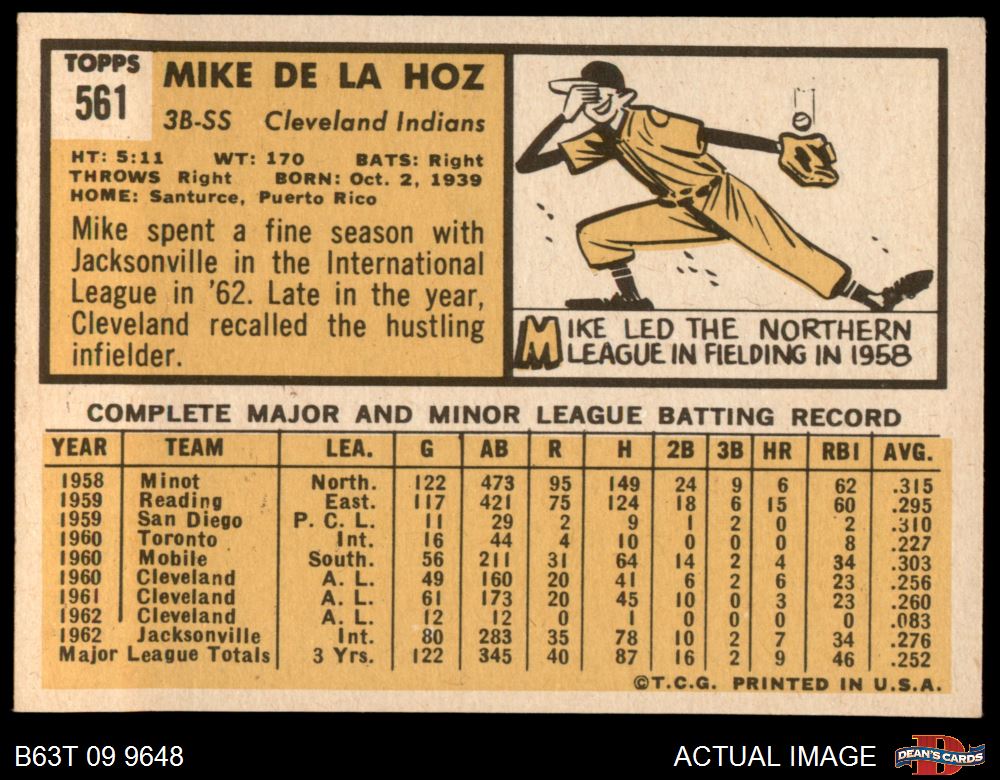 TOPPS
561
MIKE DE LA HOZ
3B-SS Cleveland Indians
HT: 5:11 WT: 170 BATS: Right
THROWS Right BORN: Oct. 2, 1939
HOME: Santurce, Puerto Rico
Mike spent a fine season with
Jacksonville in the International
League in '62. Late in the year,
Cleveland recalled the hustling
infielder.
MIKE LED THE NORTHERN
LEAGUE IN FIELDING IN 1958
COMPLETE MAJOR AND MINOR LEAGUE BATTING RECORD
YEAR TEAM LEA. G AB R H 2B 3B HR RBI AVG.
1958 Minot North. 122 473 95 149 24 9 6 62 .315
1959 Reading East. 117 421 75 124 18 6 15 60 .295
1959 San Diego P. C. L. 11 29 2 9 1 2 0 2 .310
1960 Toronto Int. 16 44 4 10 0 0 0 8 .227
1960 Mobile South. 56 211 31 64 14 2 4 34 .303
1960 Cleveland A. L. 49 160 20 41 6 2 6 23 .256
1961 Cleveland A. L. 61 173 20 45 10 0 3 23 .260
1962 Cleveland A. L. 12 12 0 1 0 0 0 0 .083
1962 Jacksonville Int. 80 283 35 78 10 2 7 34 .276
Major League Totals 3 Yrs. 122 345 40 87 16 2 9 46 .252
©T.C.G. PRINTED IN U.S.A.
B63T 09 9648
ACTUAL IMAGE
D
DEAN'S CARDS